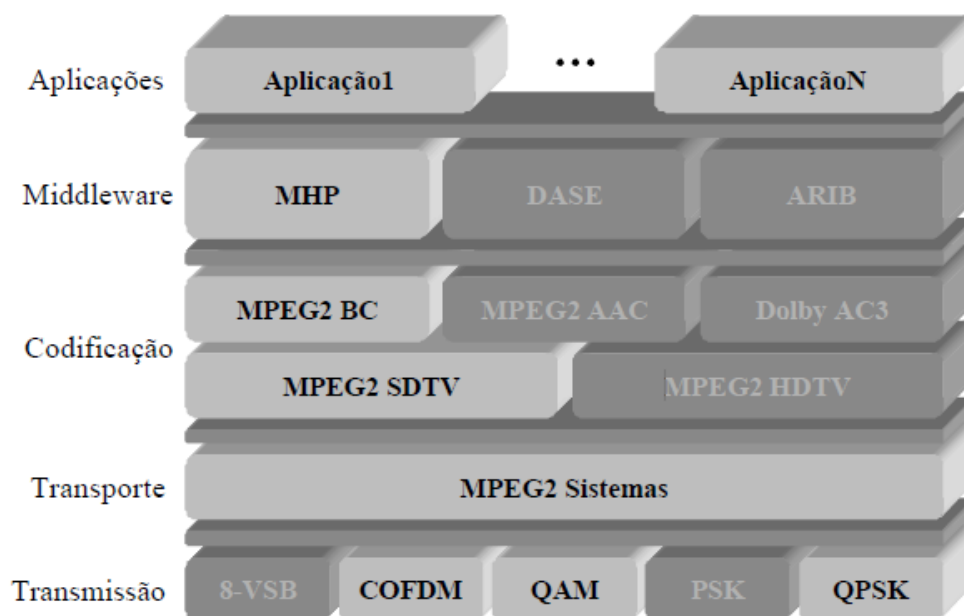 Aplicações
Aplicação1
...
AplicaçãoN
Middleware
MHP
DASE
ARIB
Codificação
MPEG2 BC
MPEG2 AAC
Dolby AC3
MPEG2 SDTV
MPEG2 HDTV
Transporte
MPEG2 Sistemas
Transmissão
8-VSB
COFDM
QAM
PSK
QPSK